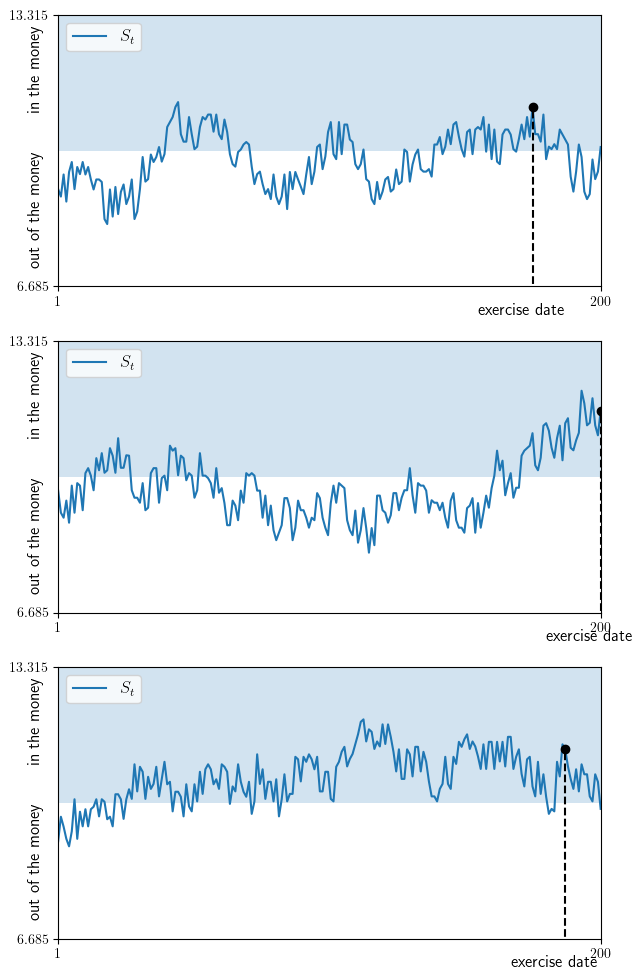 13.315
in the money
S_t
out of the money
6.685
1
200
exercise date
13.315
in the money
S_t
out of the money
6.685
1
200
exercise date
13.315
in the money
S_t
out of the money
6.685
1
200
exercise date